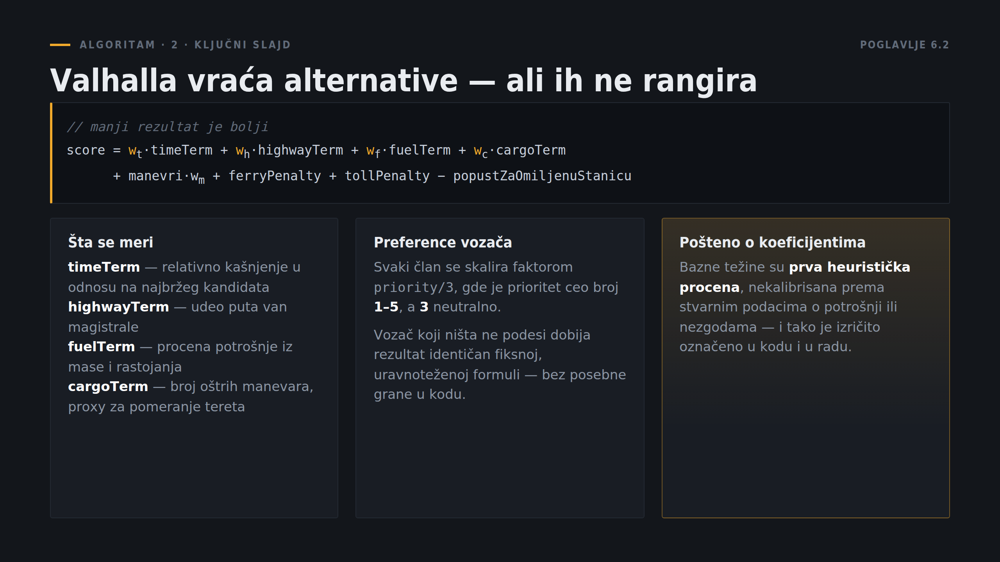 ALGORITAM · 2 · KLJUČNI SLAJD
POGLAVLJE 6.2
Valhalla vraća alternative — ali ih ne rangira
// manji rezultat je bolji
score = wt·timeTerm + wh·highwayTerm + wf·fuelTerm + wc·cargoTerm
+ manevri·wm + ferryPenalty + tollPenalty − popustZaOmiljenuStanicu
Šta se meri
timeTerm — relativno kašnjenje u
odnosu na najbržeg kandidata
highwayTerm — udeo puta van
magistrale
fuelTerm — procena potrošnje iz
mase i rastojanja
cargoTerm — broj oštrih manevara,
proxy za pomeranje tereta
Preference vozača
Svaki član se skalira faktorom
priority/3, gde je prioritet ceo broj
1–5, a 3 neutralno.
Vozač koji ništa ne podesi dobija
rezultat identičan fiksnoj,
uravnoteženoj formuli — bez posebne
grane u kodu.
Pošteno o koeficijentima
Bazne težine su prva heuristička
procena, nekalibrisana prema
stvarnim podacima o potrošnji ili
nezgodama — i tako je izričito
označeno u kodu i u radu.